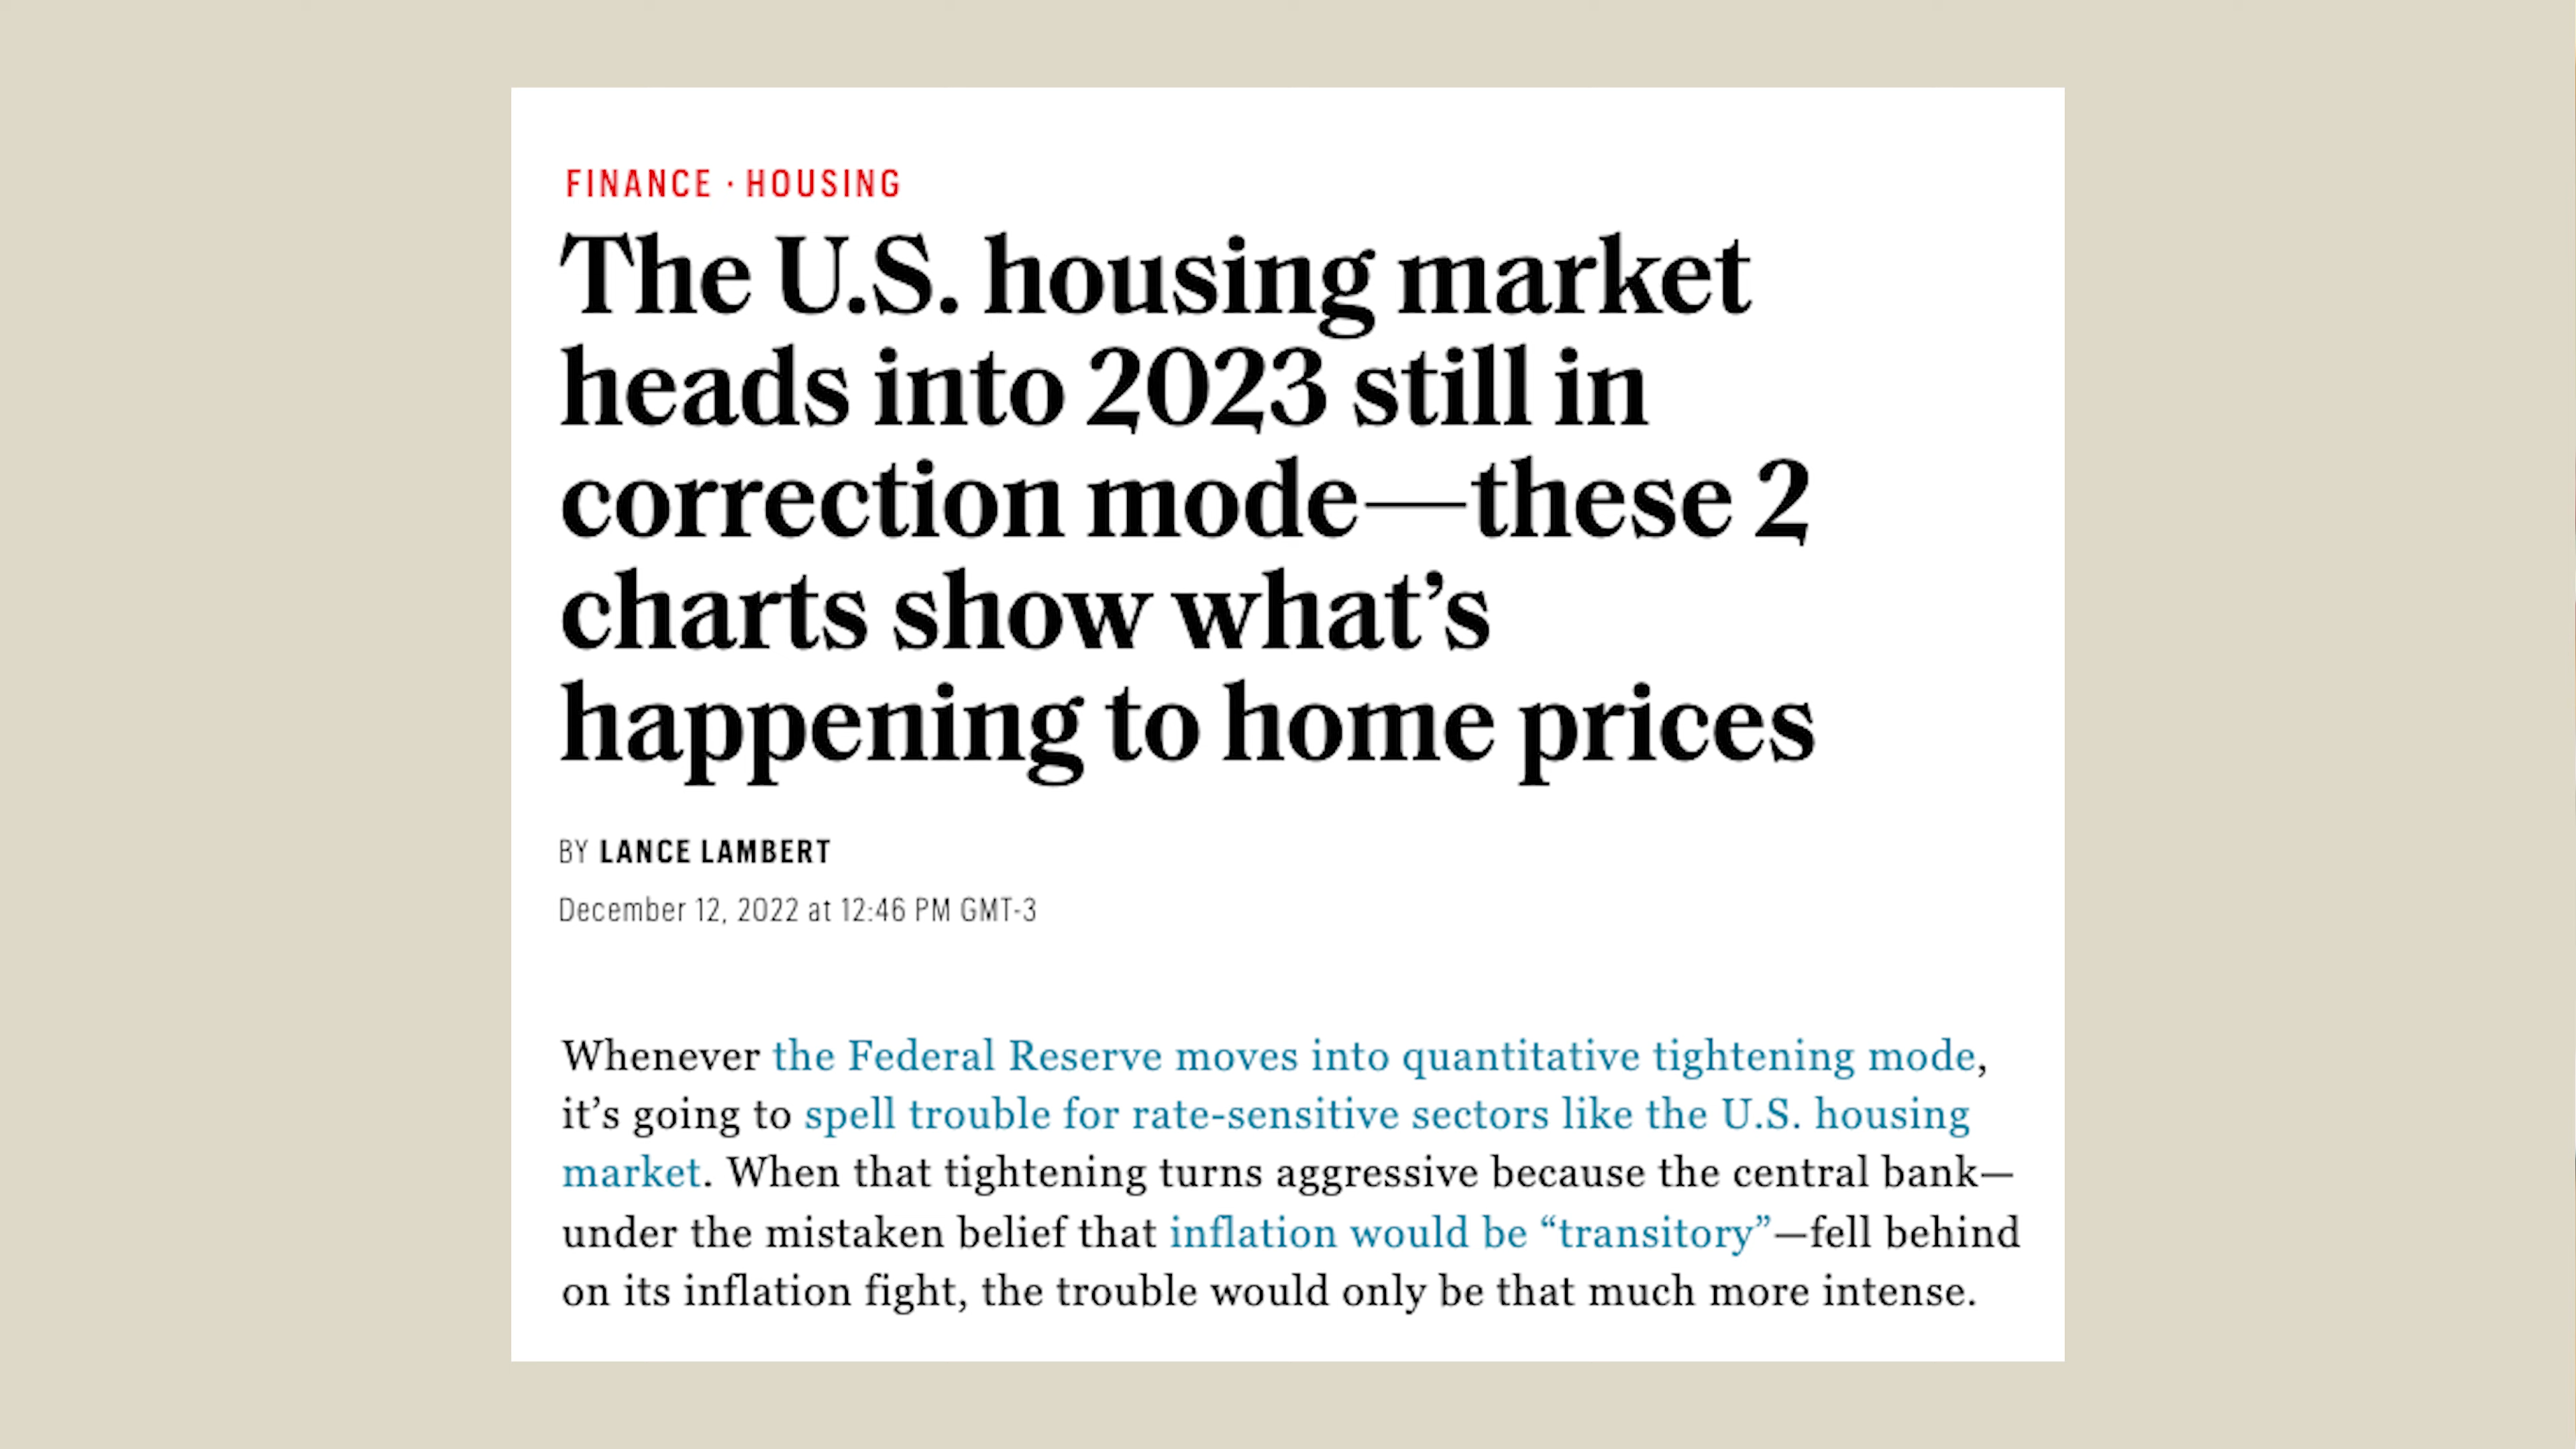 FINANCE · HOUSING
The U.S. housing market
heads into 2023 still in
correction mode—these 2
charts show what’s
happening to home prices
BY LANCE LAMBERT
December 12, 2022 at 12:46 PM GMT-3
Whenever the Federal Reserve moves into quantitative tightening mode,
it’s going to spell trouble for rate-sensitive sectors like the U.S. housing
market. When that tightening turns aggressive because the central bank—
under the mistaken belief that inflation would be “transitory”—fell behind
on its inflation fight, the trouble would only be that much more intense.